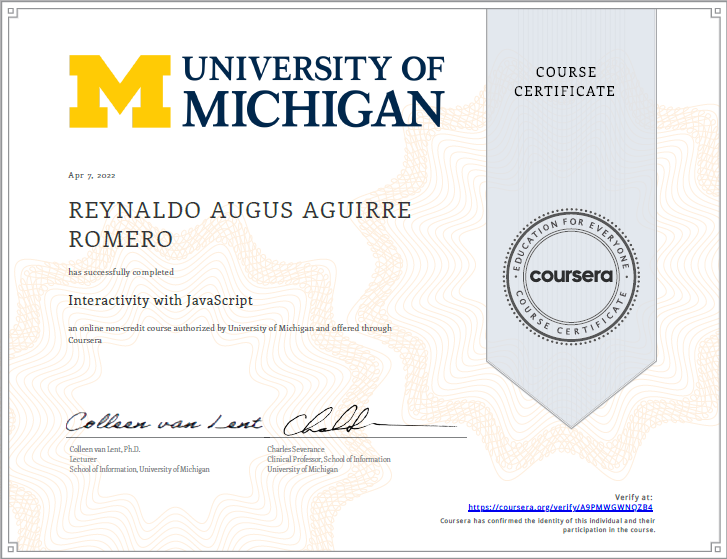 UNIVERSITY OF
MICHIGAN
COURSE
CERTIFICATE
Apr 7, 2022
REYNALDO AUGUS AGUIRRE
ROMERO
has successfully completed
Interactivity with JavaScript
an online non-credit course authorized by University of Michigan and offered through
Coursera
EDUCATION FOR EVERYONE
coursera
COURSE CERTIFICATE
Colleen van Lent
Colleen van Lent, Ph.D.
Lecturer
School of Information, University of Michigan
Charles Severance
Clinical Professor, School of Information
University of Michigan
Verify at:
https://coursera.org/verify/A9PMWGWNQZB4
Coursera has confirmed the identity of this individual and their
participation in the course.